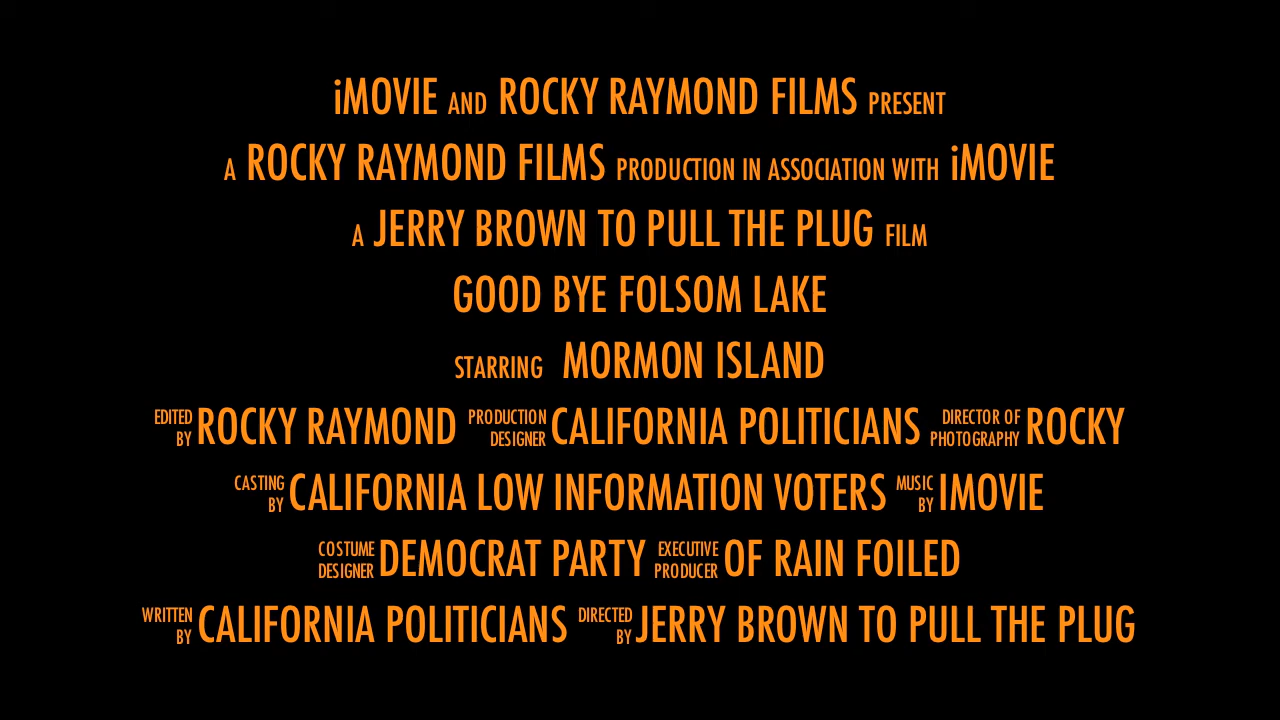 iMOVIE AND ROCKY RAYMOND FILMS PRESENT
A ROCKY RAYMOND FILMS PRODUCTION IN ASSOCIATION WITH iMOVIE
A JERRY BROWN TO PULL THE PLUG FILM
GOOD BYE FOLSOM LAKE
STARRING MORMON ISLAND
EDITED BY ROCKY RAYMOND PRODUCTION DESIGNER CALIFORNIA POLITICIANS DIRECTOR OF PHOTOGRAPHY ROCKY
CASTING BY CALIFORNIA LOW INFORMATION VOTERS MUSIC BY IMOVIE
COSTUME DESIGNER DEMOCRAT PARTY EXECUTIVE PRODUCER OF RAIN FOILED
WRITTEN BY CALIFORNIA POLITICIANS DIRECTED BY JERRY BROWN TO PULL THE PLUG